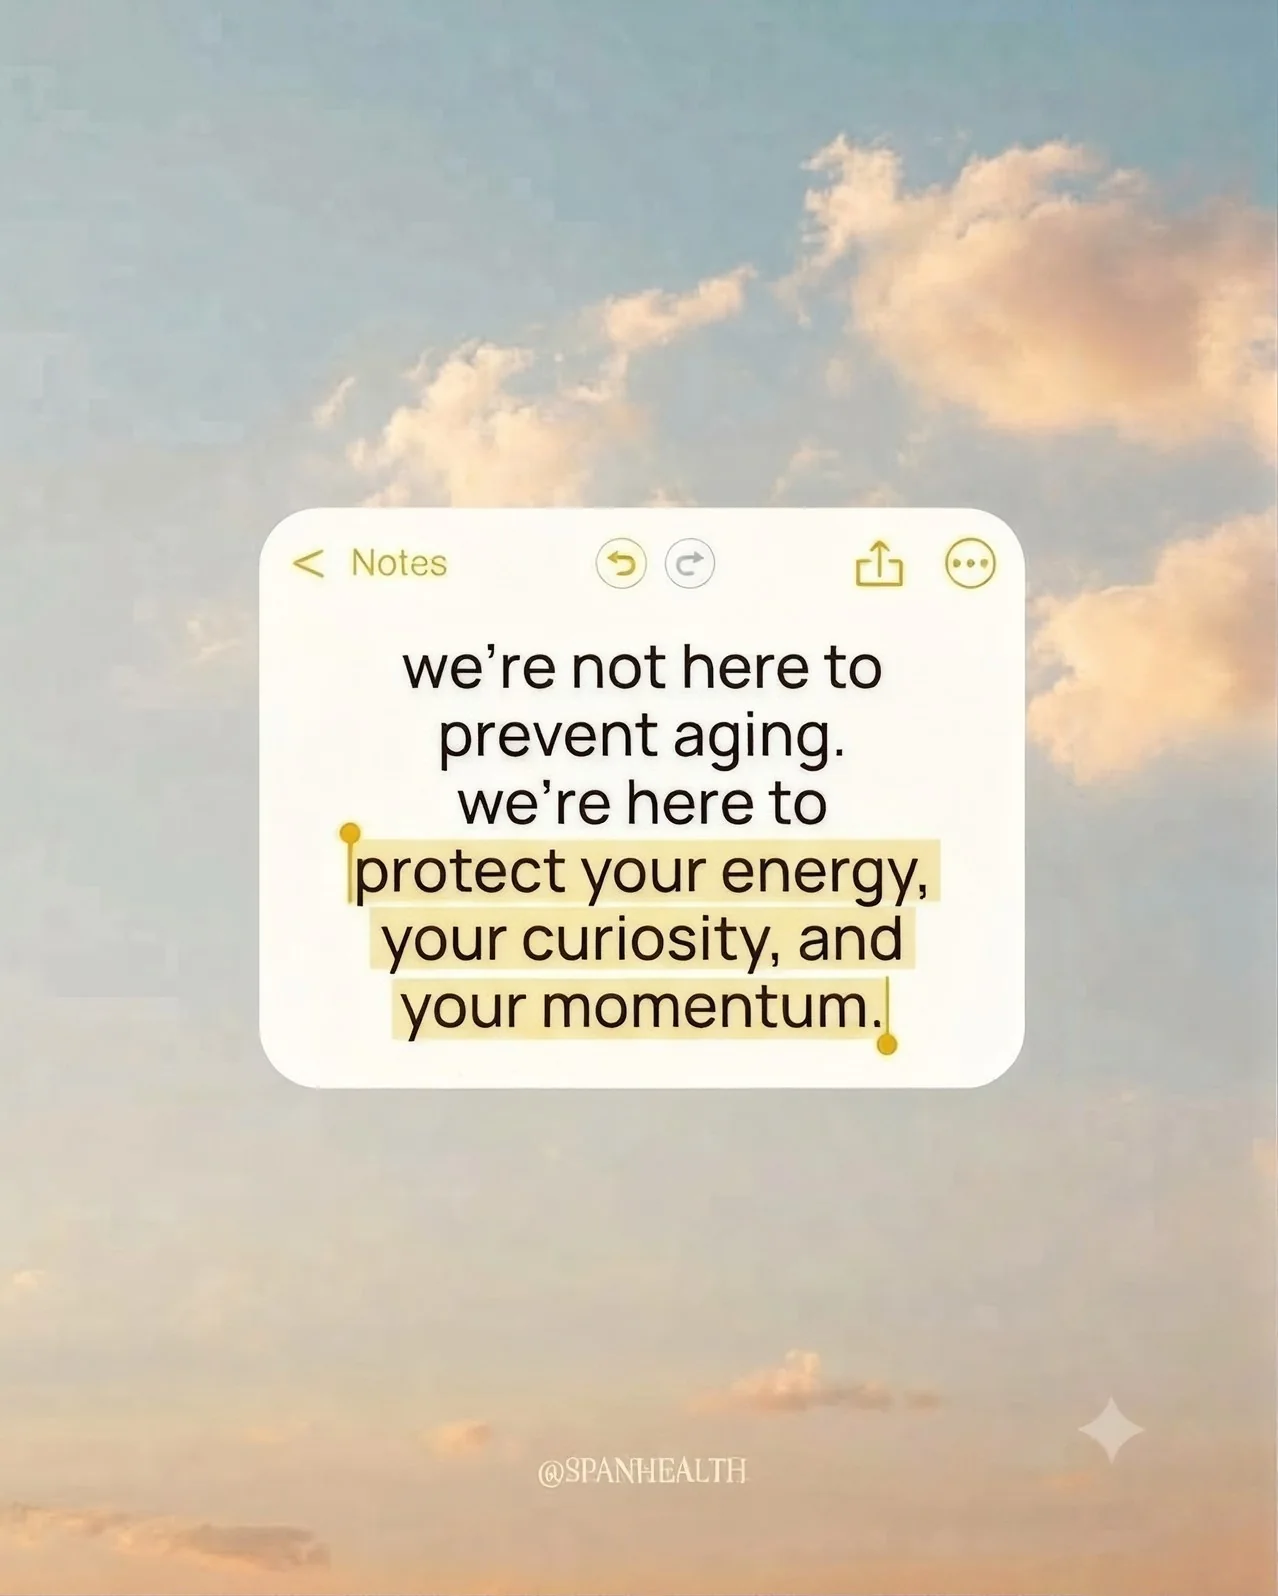 < Notes
we're not here to
prevent aging.
we're here to
protect your energy,
your curiosity, and
your momentum.
@SPANHEALTH